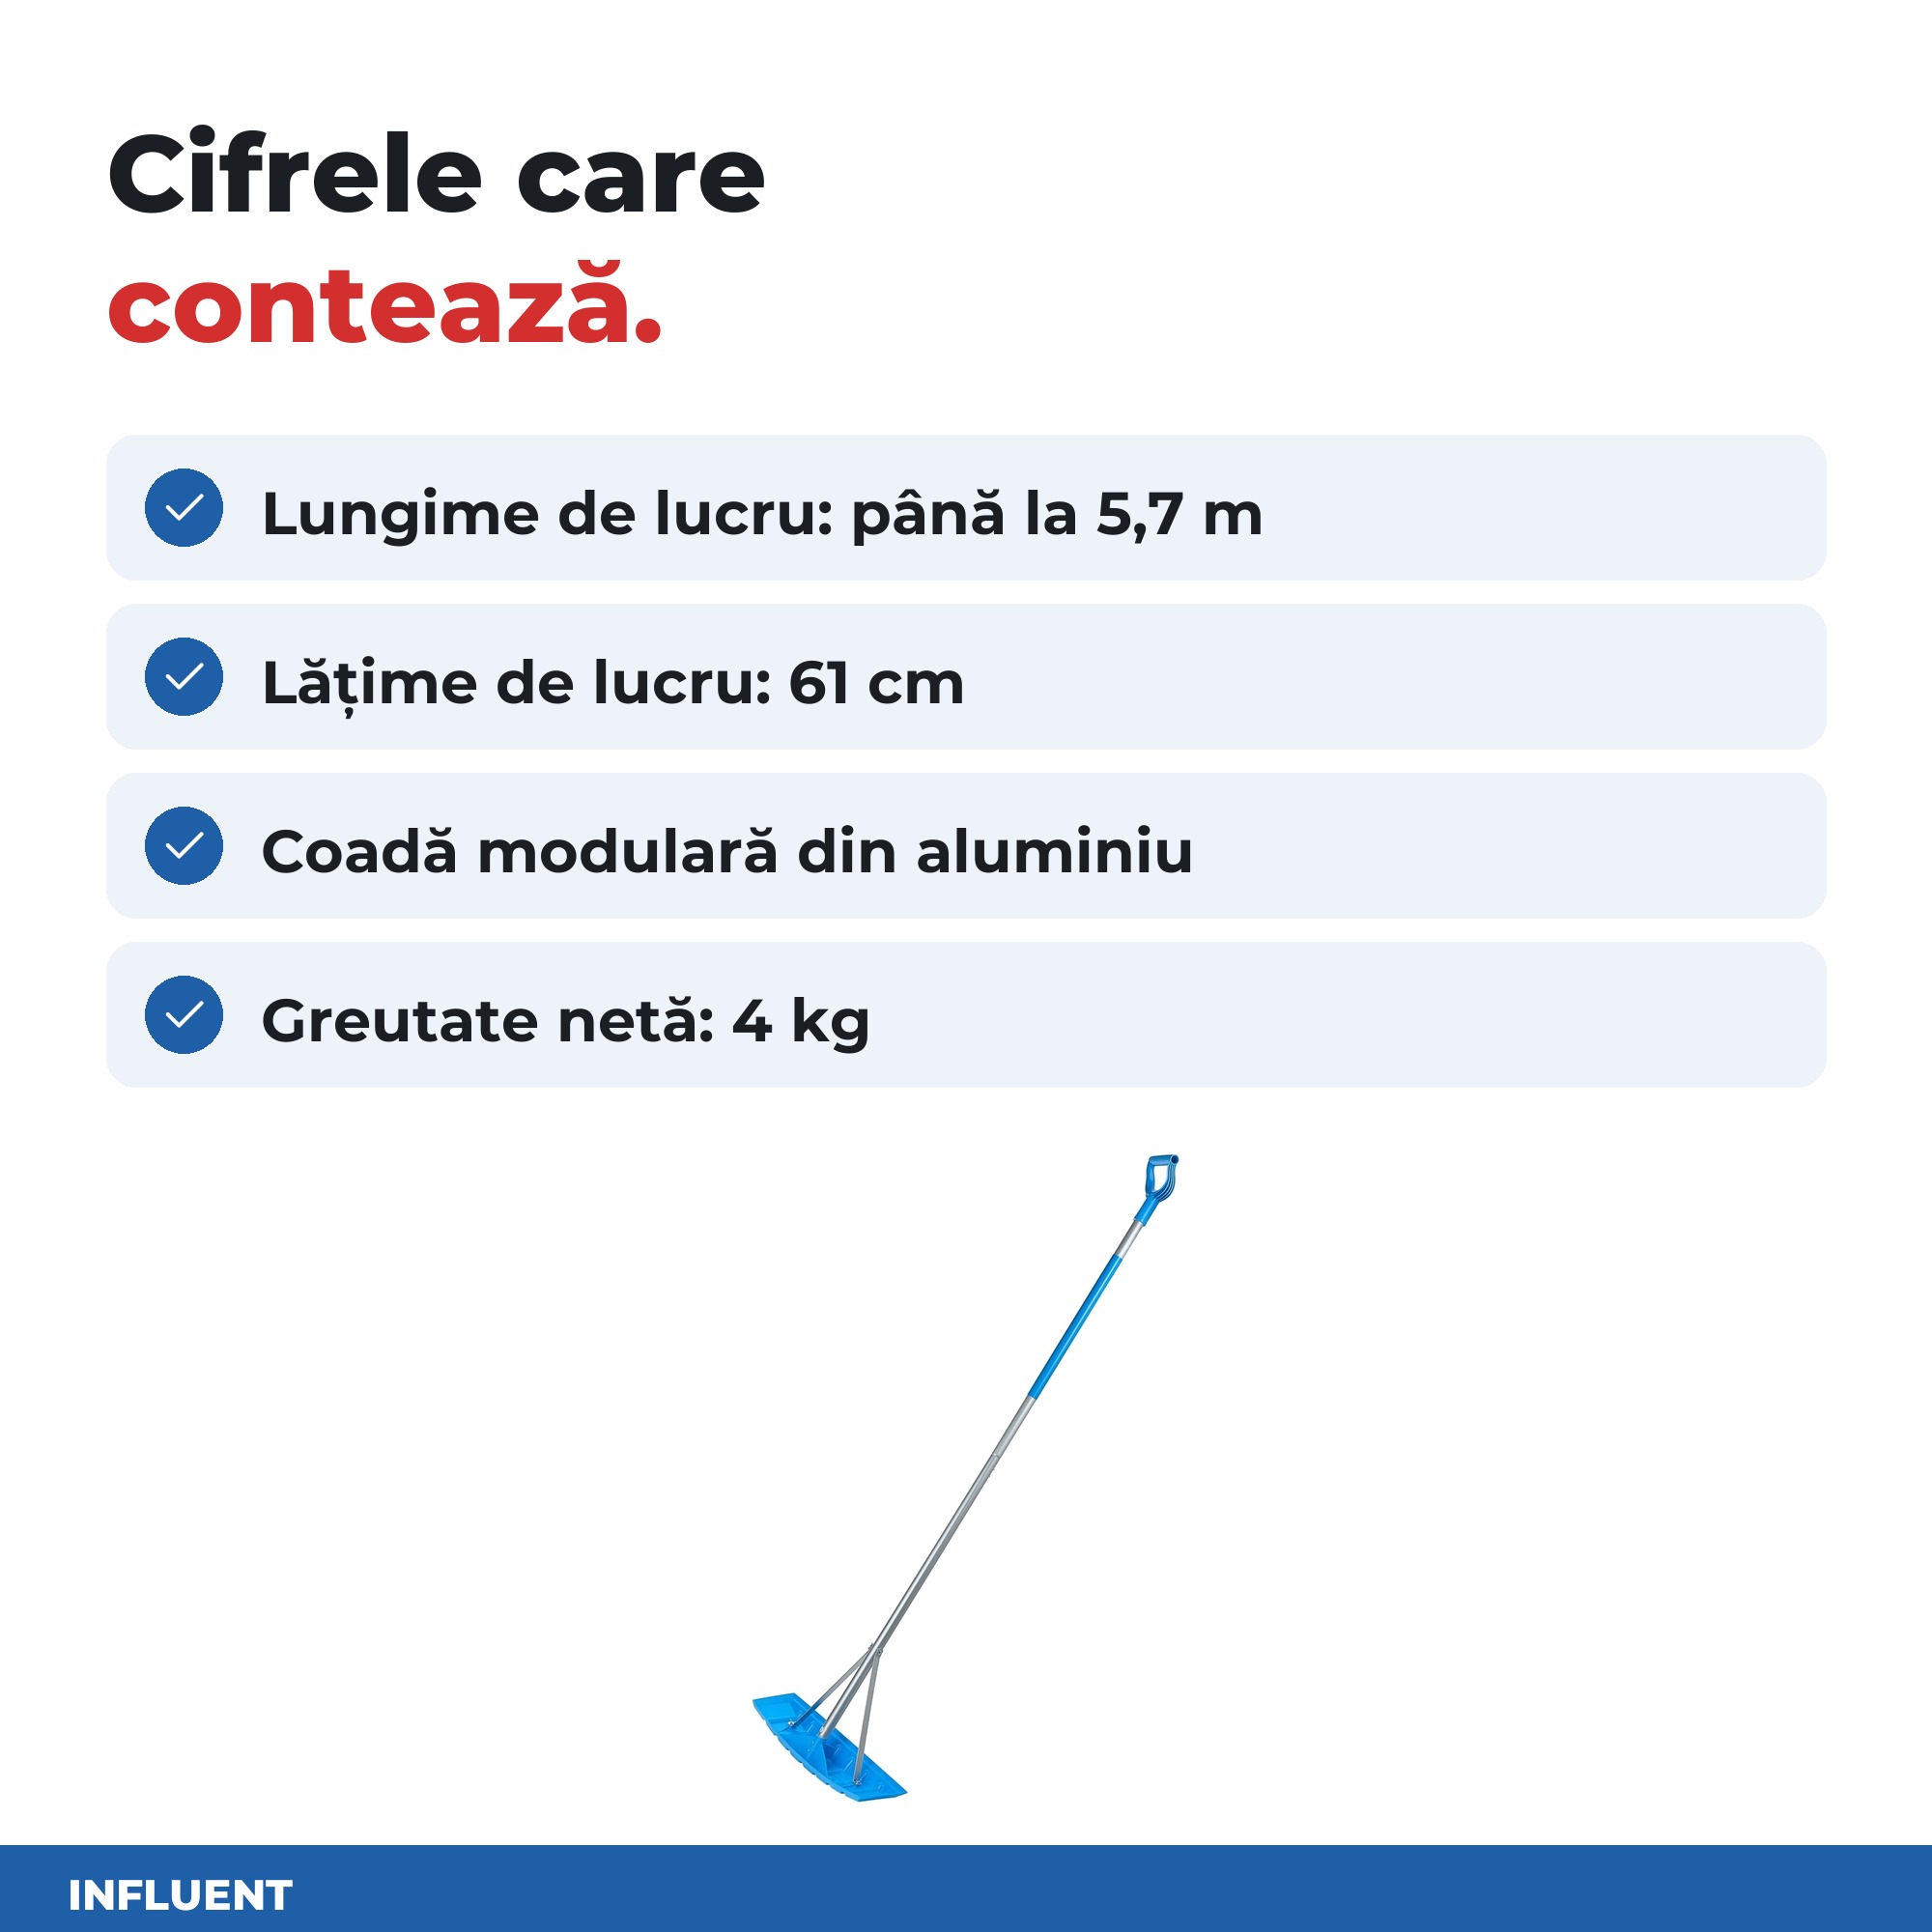 Cifrele care
contează.
Lungime de lucru: până la 5,7 m
Lățime de lucru: 61 cm
Coadă modulară din aluminiu
Greutate netă: 4 kg
INFLUENT